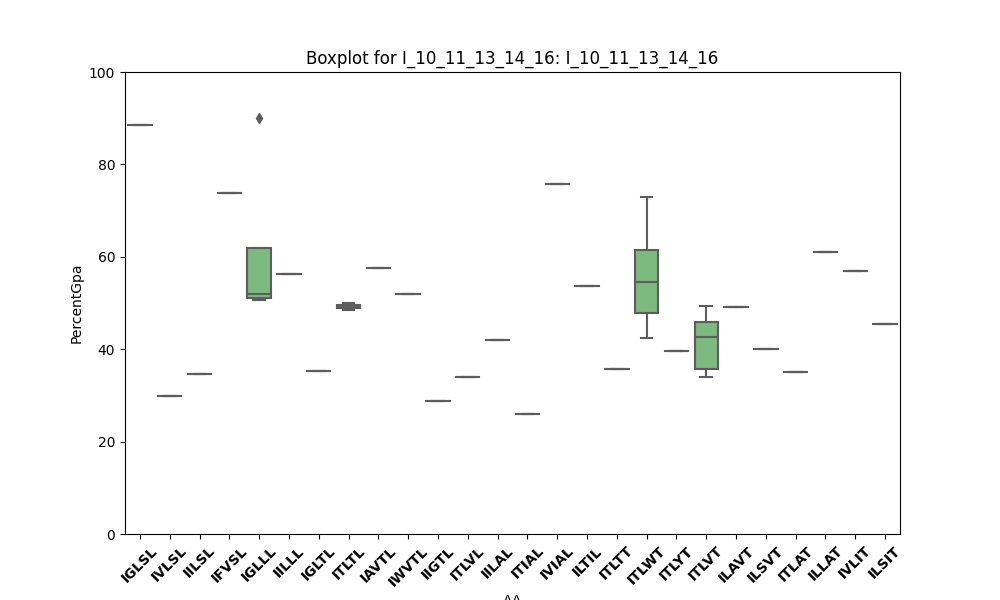 Boxplot for I_10_11_13_14_16: I_10_11_13_14_16
100
80
60
40
20
0
PercentGpa
IGLSL
IVLSL
IILSL
IFVSL
IGLLL
IILLL
IGLTL
ITLTL
IAVTL
IWVTL
IIGTL
ITLVL
IILAL
ITIAL
IVIAL
ILTIL
ITLTT
ITLWT
ITLYT
ITLVT
ILAVT
ILSVT
ITLAT
ILLAT
IVLIT
ILSIT
AA